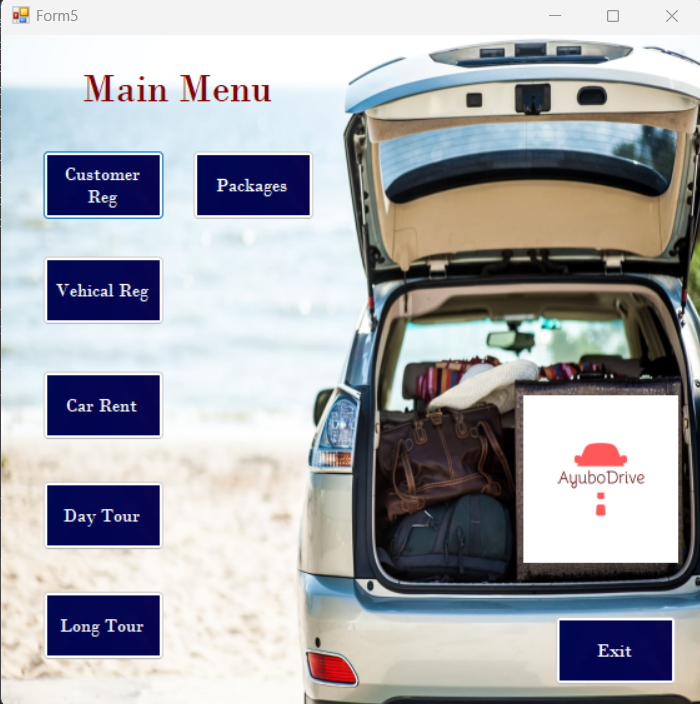 Form5
Main Menu
Customer
Reg
Packages
Vehical Reg
Car Rent
Day Tour
Long Tour
AyuboDrive
Exit